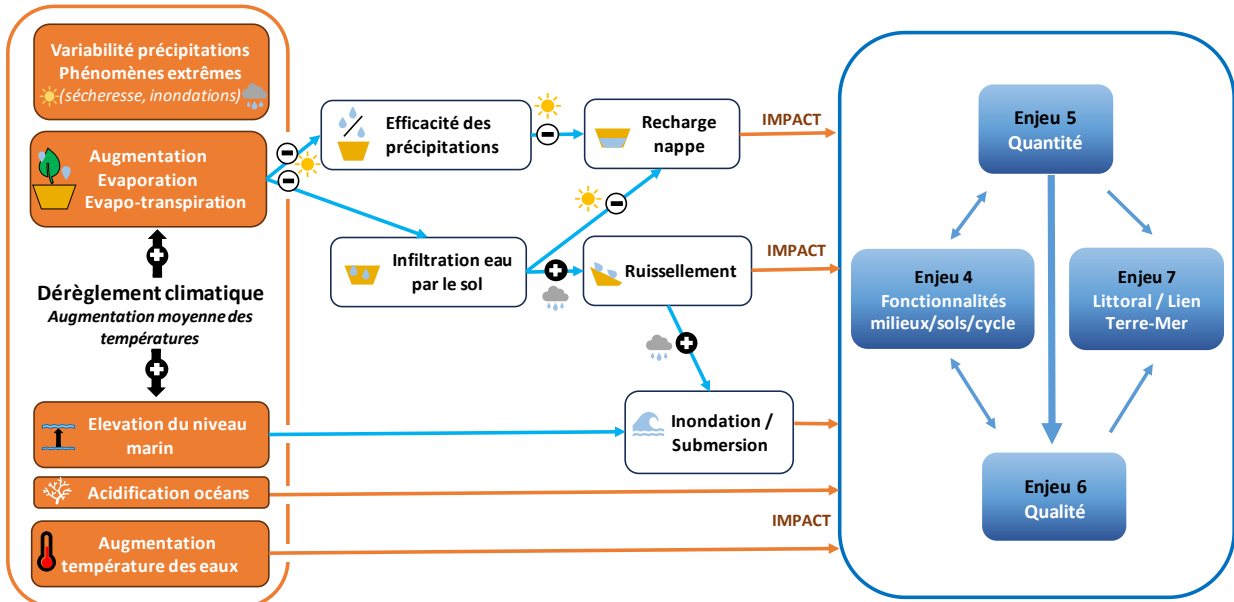 Variabilité précipitations
Phénomènes extrêmes
(sécheresse, inondations)
Augmentation
Evaporation
Evapo-transpiration
Dérèglement climatique
Augmentation moyenne des
températures
Elevation du niveau
marin
Acidification océans
Augmentation
température des eaux
Efficacité des
précipitations
Infiltration eau
par le sol
Recharge
nappe
Ruissellement
Inondation /
Submersion
IMPACT
IMPACT
IMPACT
Enjeu 5
Quantité
Enjeu 4
Fonctionnalités
milieux/sols/cycle
Enjeu 7
Littoral / Lien
Terre-Mer
Enjeu 6
Qualité